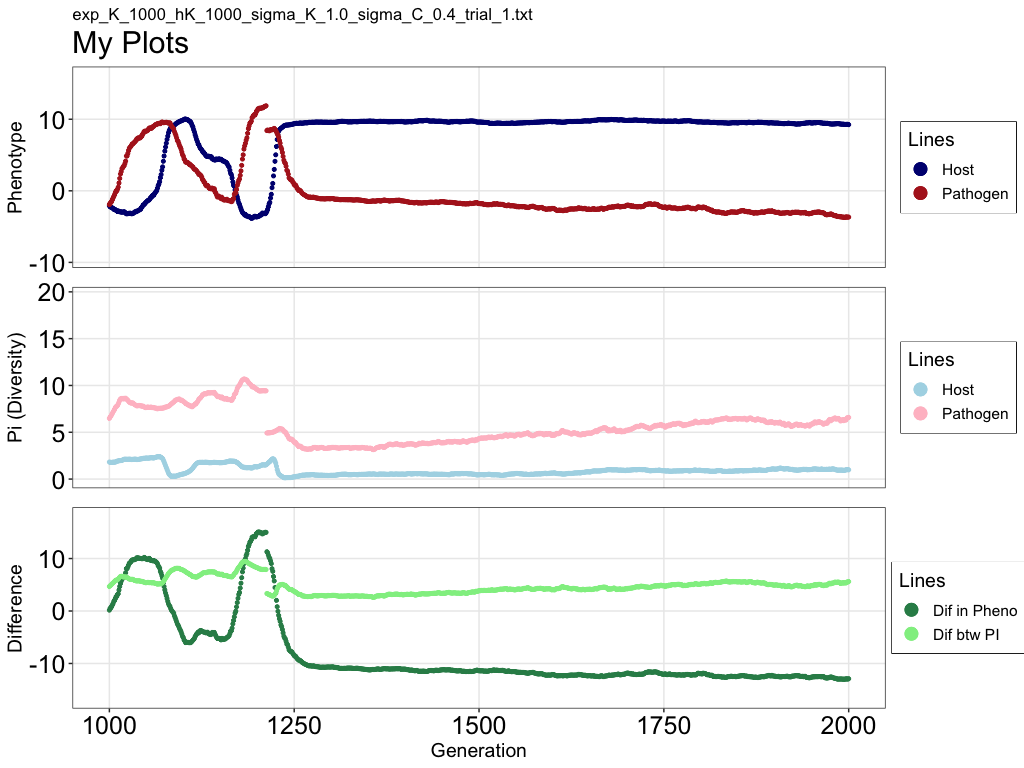 exp_K_1000_hK_1000_sigma_K_1.0_sigma_C_0.4_trial_1.txt
My Plots
Phenotype
10
0
-10
Lines
Host
Pathogen
Pi (Diversity)
20
15
10
5
0
Lines
Host
Pathogen
Difference
10
0
-10
Lines
Dif in Pheno
Dif btw PI
1000 1250 1500 1750 2000
Generation